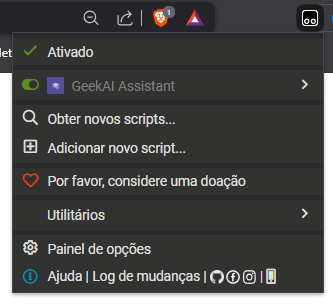 1
let
Ativado
GeekAI Assistant
Obter novos scripts...
Adicionar novo script...
Por favor, considere uma doação
Utilitários
Painel de opções
Ajuda | Log de mudanças | |